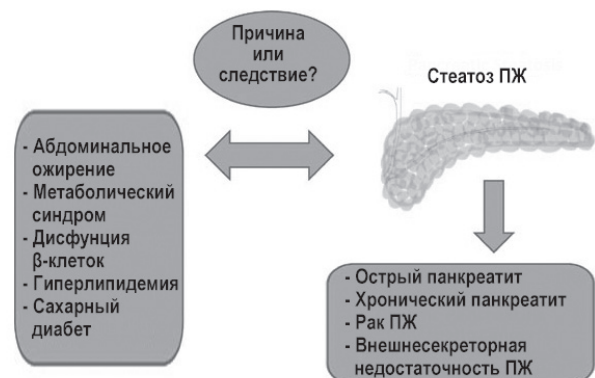 Причина
или
следствие?
Стеатоз ПЖ
- Абдоминальное
ожирение
- Метаболический
синдром
- Дисфунция
β-клеток
- Гиперлипидемия
- Сахарный
диабет
- Острый панкреатит
- Хронический панкреатит
- Рак ПЖ
- Внешнесекреторная
недостаточность ПЖ